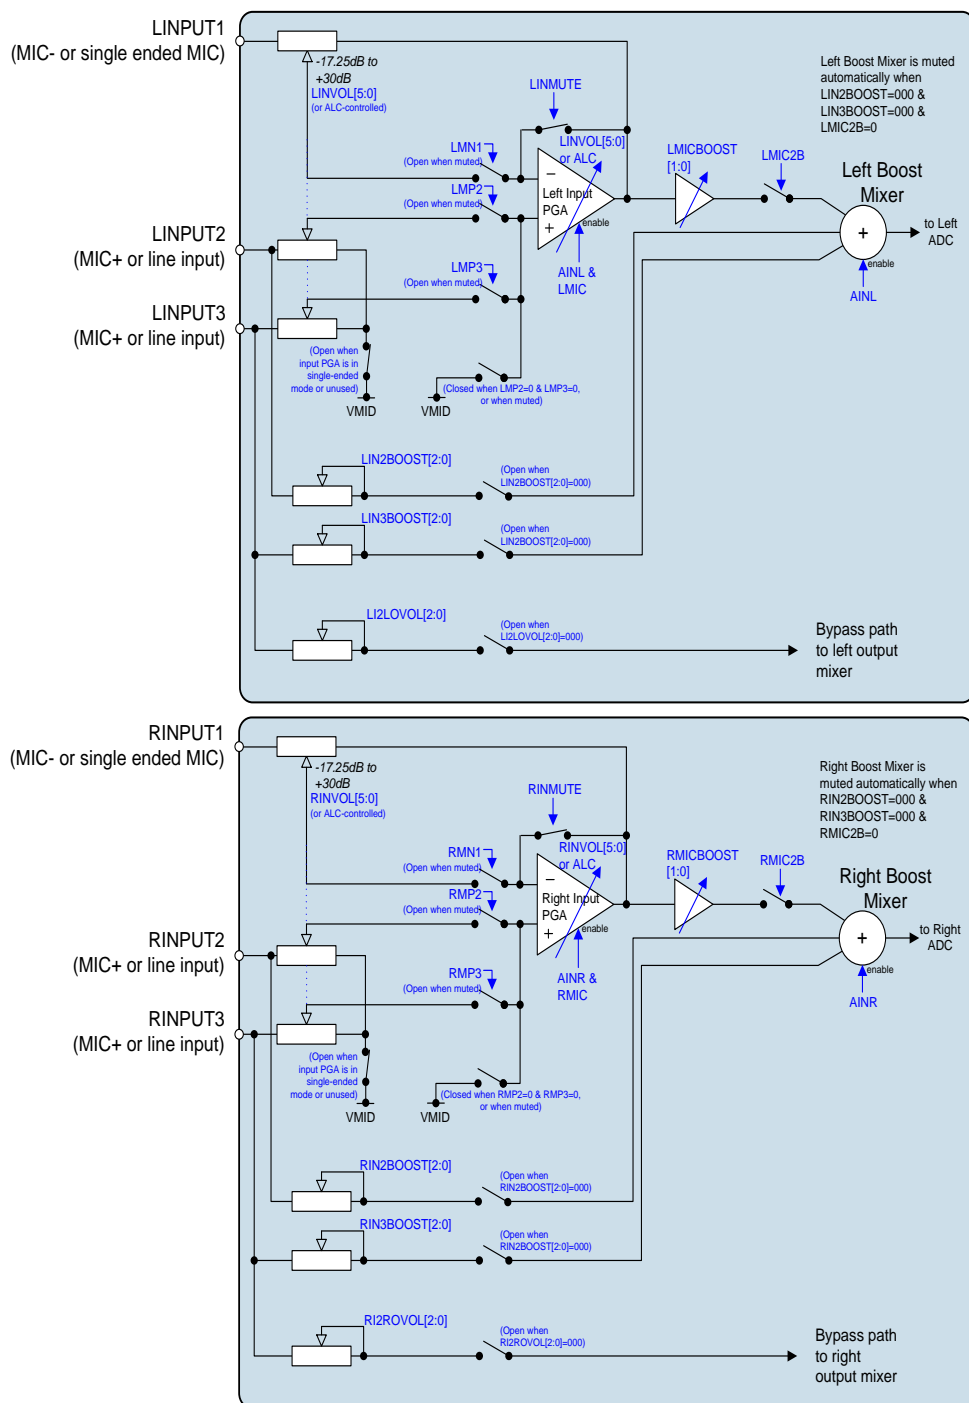 LINPUT1
(MIC- or single ended MIC)
-17.25dB to
+30dB
LINVOL[5:0]
(or ALC-controlled)
Left Boost Mixer is muted
automatically when
LIN2BOOST=000 &
LIN3BOOST=000 &
LMIC2B=0
LINMUTE
LINVOL[5:0]
or ALC
LMN1
(Open when muted)
LMICBOOST
[1:0]
LMIC2B
Left Boost
Mixer
LMP2
(Open when muted)
−
Left Input
PGA
+
enable
+
to Left
ADC
enable
LINPUT2
(MIC+ or line input)
LMP3
(Open when muted)
AINL &
LMIC
AINL
LINPUT3
(MIC+ or line input)
(Open when
input PGA is in
single-ended
mode or unused)
VMID
VMID
(Closed when LMP2=0 & LMP3=0,
or when muted)
LIN2BOOST[2:0]
(Open when
LIN2BOOST[2:0]=000)
LIN3BOOST[2:0]
(Open when
LIN2BOOST[2:0]=000)
LI2LOVOL[2:0]
(Open when
LI2LOVOL[2:0]=000)
Bypass path
to left output
mixer
RINPUT1
(MIC- or single ended MIC)
-17.25dB to
+30dB
RINVOL[5:0]
(or ALC-controlled)
Right Boost Mixer is
muted automatically when
RIN2BOOST=000 &
RIN3BOOST=000 &
RMIC2B=0
RINMUTE
RINVOL[5:0]
or ALC
RMN1
(Open when muted)
RMICBOOST
[1:0]
RMIC2B
Right Boost
Mixer
RMP2
(Open when muted)
−
Right Input
PGA
+
enable
+
to Right
ADC
enable
RINPUT2
(MIC+ or line input)
RMP3
(Open when muted)
AINR &
RMIC
AINR
RINPUT3
(MIC+ or line input)
(Open when
input PGA is in
single-ended
mode or unused)
VMID
VMID
(Closed when RMP2=0 & RMP3=0,
or when muted)
RIN2BOOST[2:0]
(Open when
RIN2BOOST[2:0]=000)
RIN3BOOST[2:0]
(Open when
RIN2BOOST[2:0]=000)
RI2ROVOL[2:0]
(Open when
RI2ROVOL[2:0]=000)
Bypass path
to right
output mixer